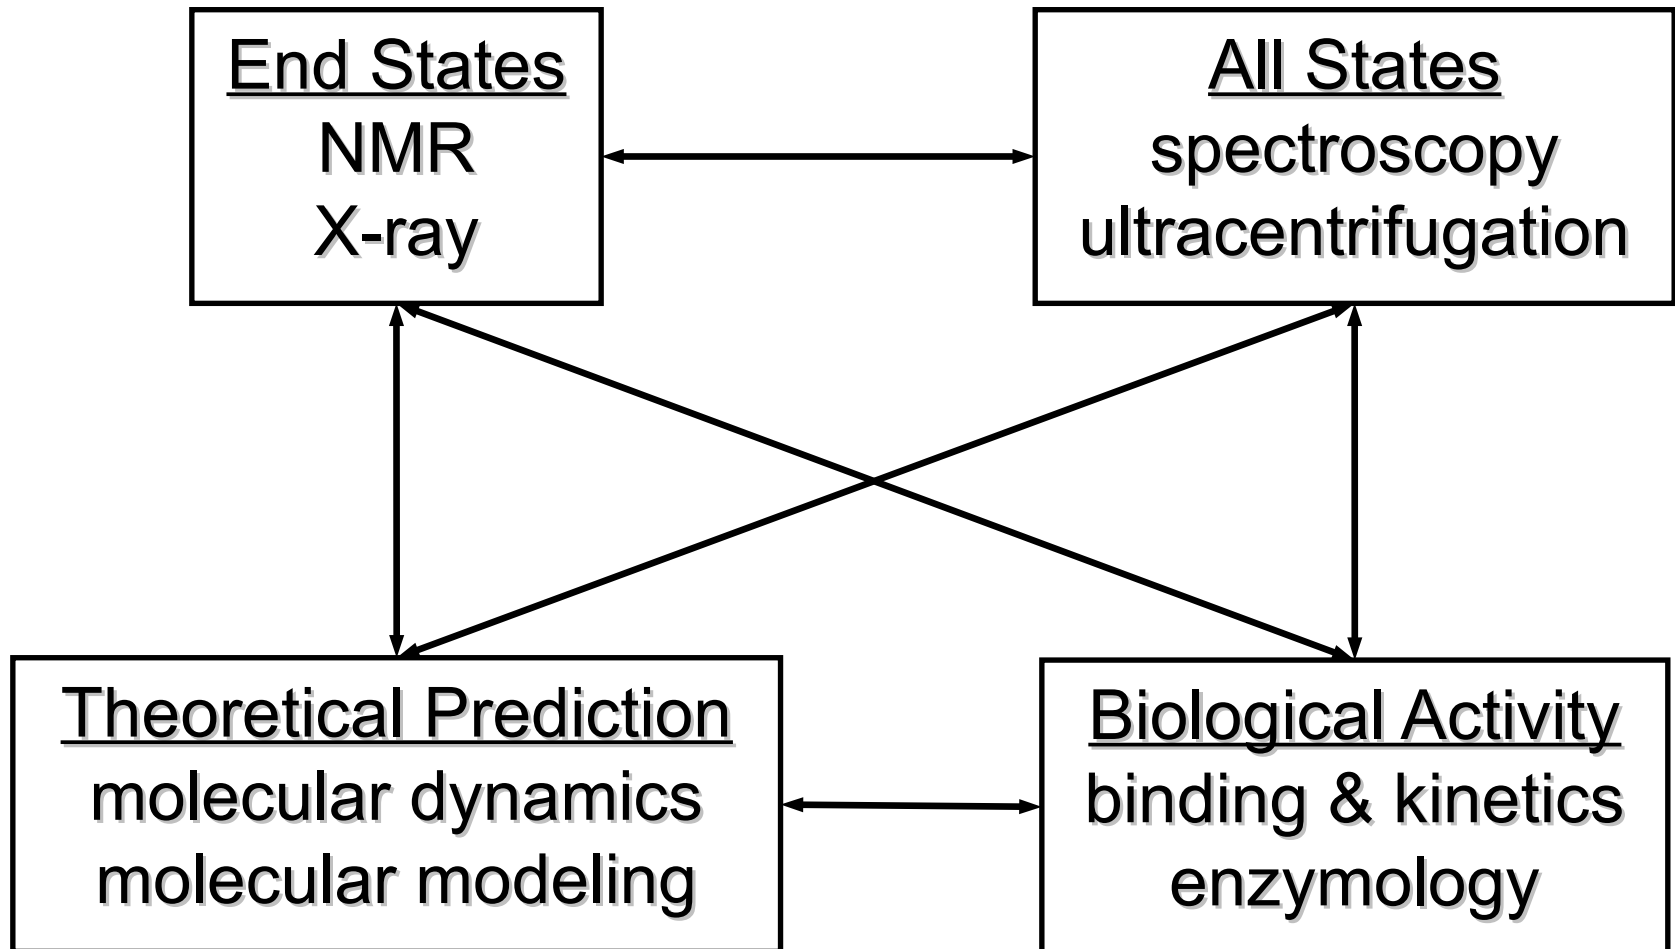 End States
NMR
X-ray
All States
spectroscopy
ultracentrifugation
Theoretical Prediction
molecular dynamics
molecular modeling
Biological Activity
binding & kinetics
enzymology